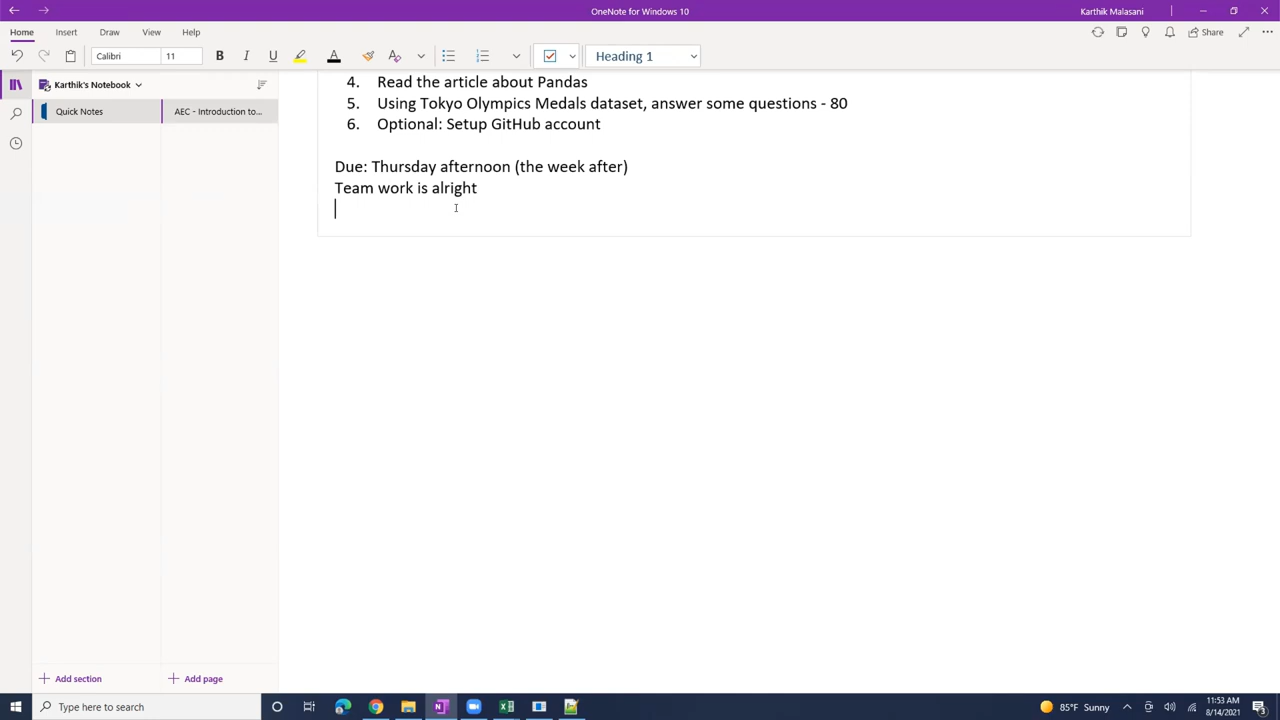 OneNote for Windows 10
Karthik Malasani
Home
Insert
Draw
View
Help
Share
Calibri
11
B
I
U
A
Heading 1
Karthik's Notebook
Quick Notes
AEC - Introduction to...
4. Read the article about Pandas
5. Using Tokyo Olympics Medals dataset, answer some questions - 80
6. Optional: Setup GitHub account
Due: Thursday afternoon (the week after)
Team work is alright
Add section
Add page
Type here to search
85°F Sunny
11:53 AM
8/14/2021
3